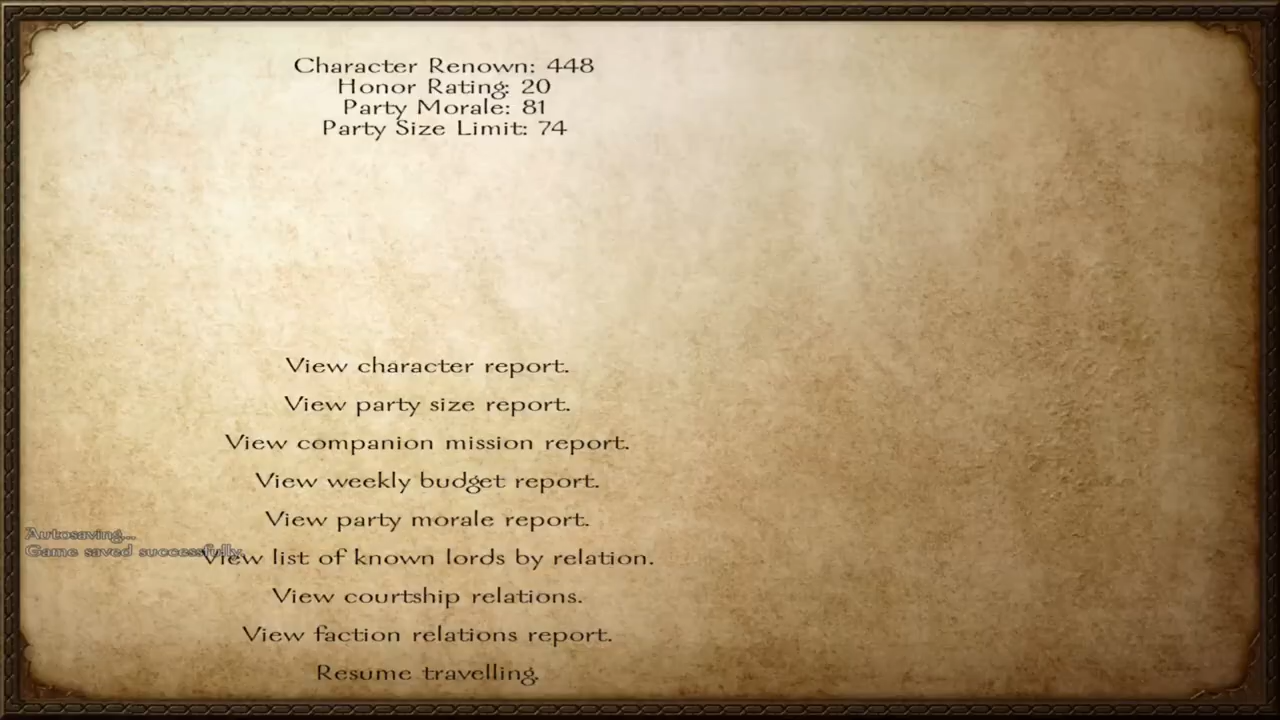 Character Renown: 448
Honor Rating: 20
Party Morale: 81
Party Size Limit: 74
View character report.
View party size report.
View companion mission report.
View weekly budget report.
View party morale report.
Autosaving...
Game saved successfully.
View list of known lords by relation.
View courtship relations.
View faction relations report.
Resume travelling.